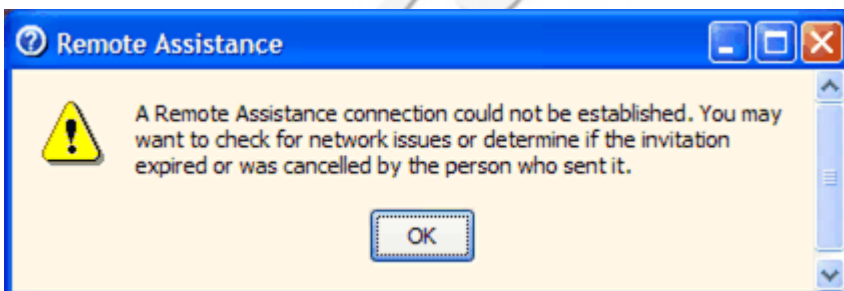 Remote Assistance
A Remote Assistance connection could not be established. You may
want to check for network issues or determine if the invitation
expired or was cancelled by the person who sent it.
OK